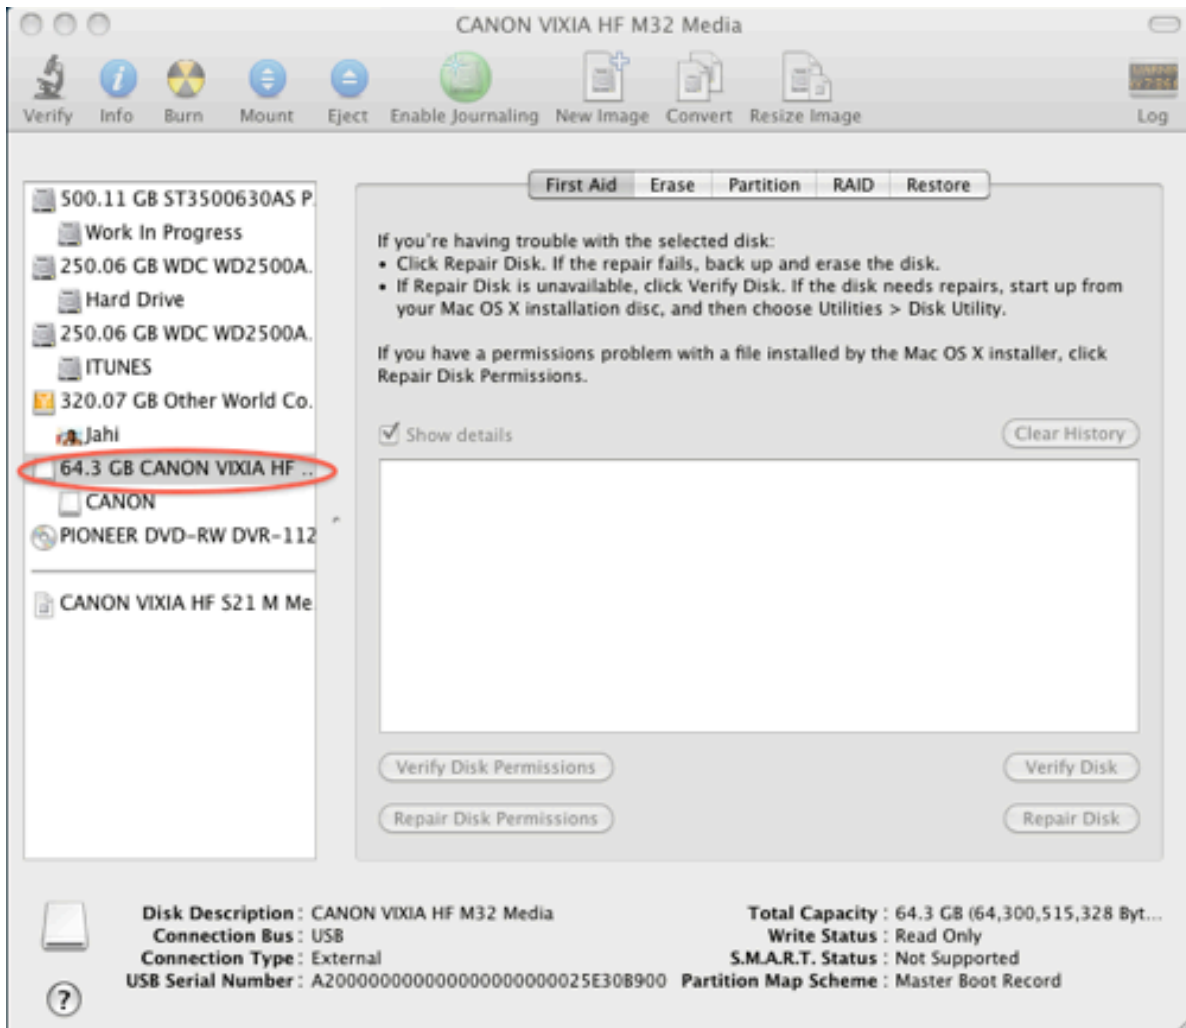 CANON VIXIA HF M32 Media
Verify Info Burn Mount Eject Enable Journaling New Image Convert Resize Image Log
500.11 GB ST3500630AS P.
Work In Progress
250.06 GB WDC WD2500A.
Hard Drive
250.06 GB WDC WD2500A.
ITUNES
320.07 GB Other World Co.
Jahi
64.3 GB CANON VIXIA HF ..
CANON
PIONEER DVD-RW DVR-112
CANON VIXIA HF S21 M Me
First Aid Erase Partition RAID Restore
If you're having trouble with the selected disk:
• Click Repair Disk. If the repair fails, back up and erase the disk.
• If Repair Disk is unavailable, click Verify Disk. If the disk needs repairs, start up from
your Mac OS X installation disc, and then choose Utilities > Disk Utility.
If you have a permissions problem with a file installed by the Mac OS X installer, click
Repair Disk Permissions.
Show details
Clear History
Verify Disk Permissions
Verify Disk
Repair Disk Permissions
Repair Disk
Disk Description : CANON VIXIA HF M32 Media
Connection Bus : USB
Connection Type : External
USB Serial Number :
Total Capacity : 64.3 GB (64,300,515,328 Byt...
Write Status : Read Only
S.M.A.R.T. Status : Not Supported
Partition Map Scheme : Master Boot Record
?